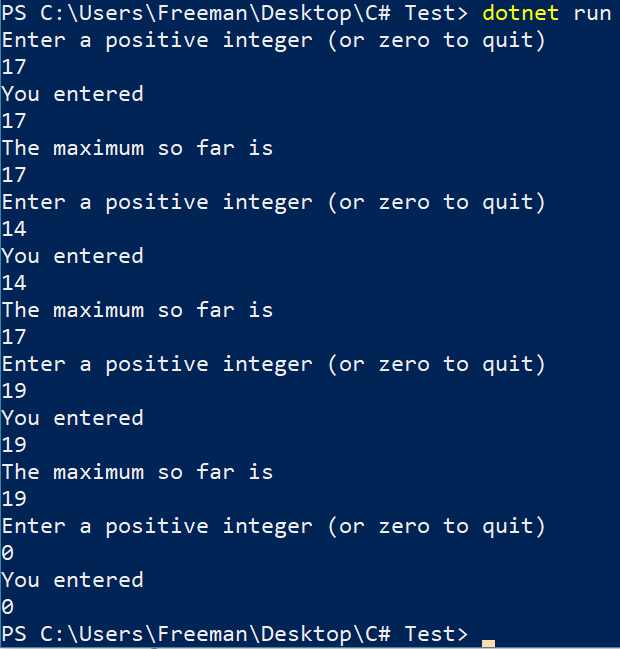 PS C:\Users\Freeman\Desktop\C# Test> dotnet run
Enter a positive integer (or zero to quit)
17
You entered
17
The maximum so far is
17
Enter a positive integer (or zero to quit)
14
You entered
14
The maximum so far is
17
Enter a positive integer (or zero to quit)
19
You entered
19
The maximum so far is
19
Enter a positive integer (or zero to quit)
0
You entered
0
PS C:\Users\Freeman\Desktop\C# Test>